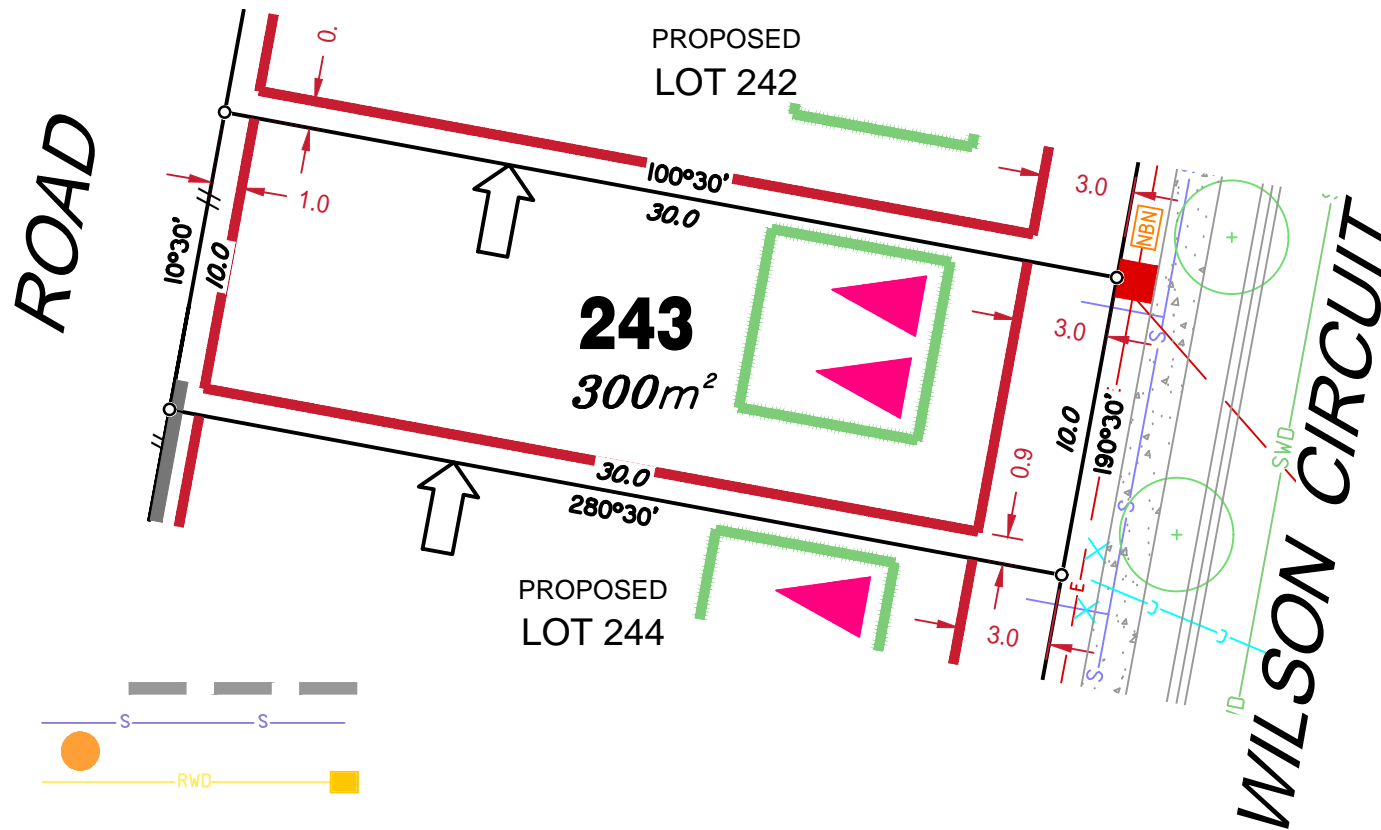 PROPOSED
LOT 242
0.
ROAD
100°30'
30.0
3.0
NBN
1.0
10°30'
10.0
243
300m²
3.0
S
S
WILSON CIRCUIT
10.0
190°30'
SWD
0.9
30.0
280°30'
S
PROPOSED
LOT 244
3.0
E
S
S S
RWD